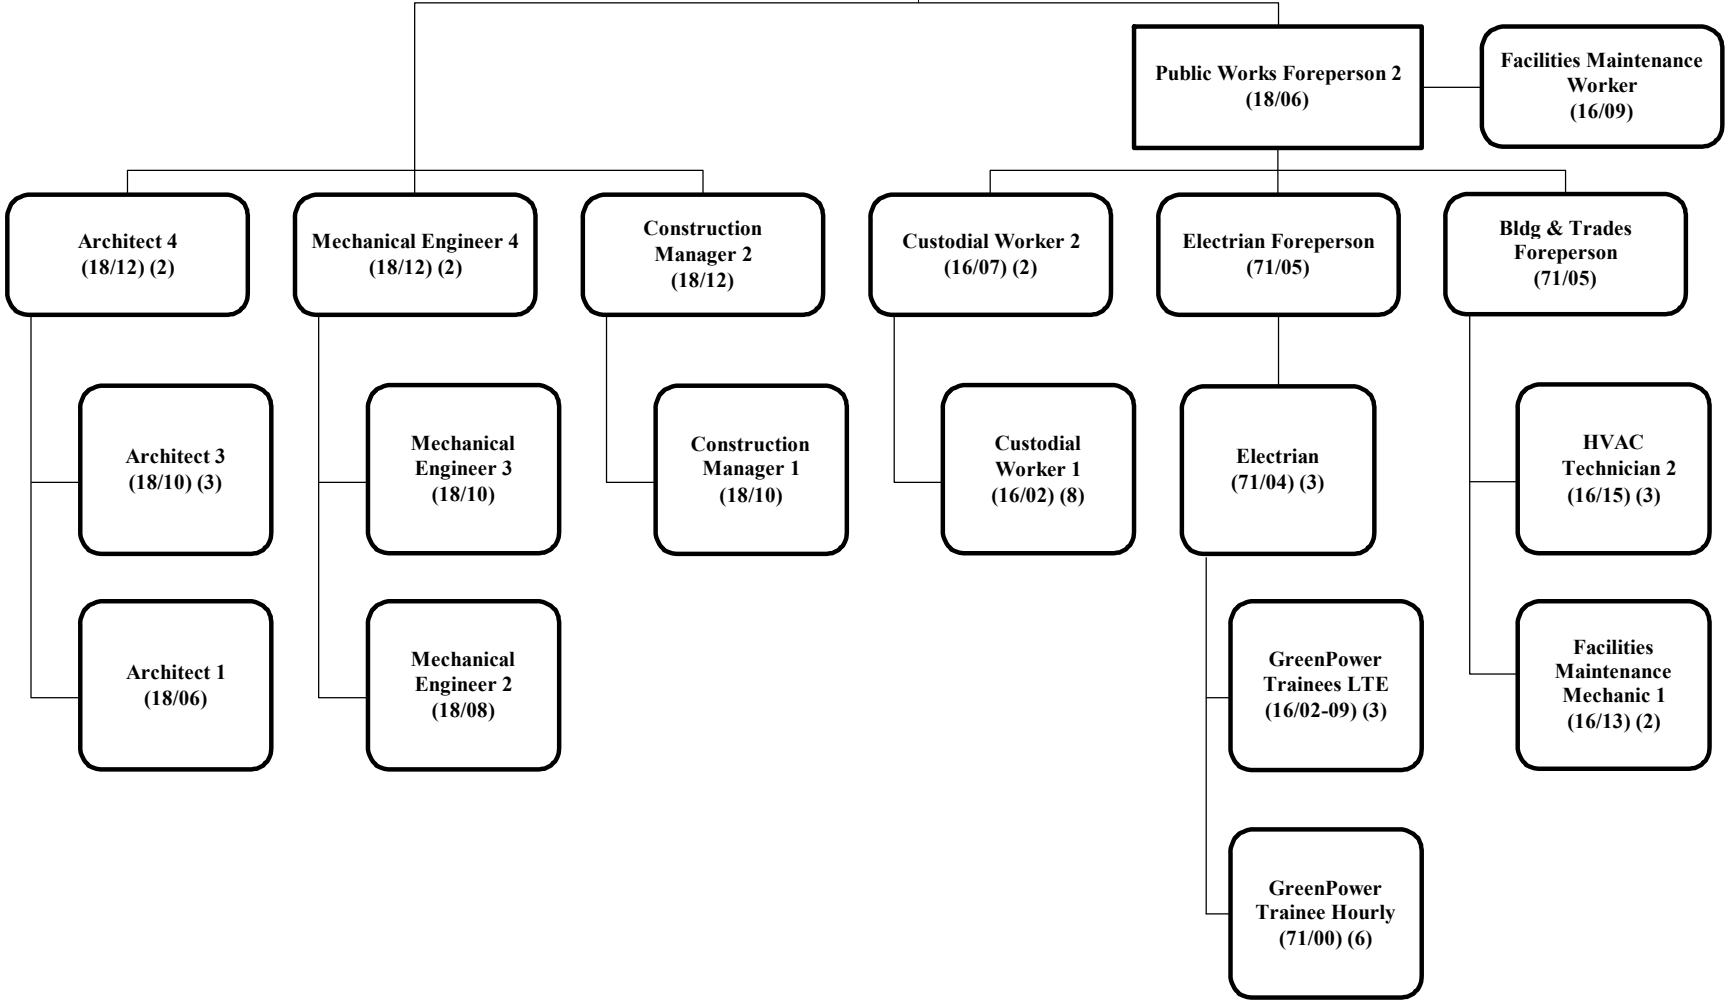 Public Works Foreperson 2
(18/06)
Facilities Maintenance
Worker
(16/09)
Architect 4
(18/12) (2)
Mechanical Engineer 4
(18/12) (2)
Construction
Manager 2
(18/12)
Custodial Worker 2
(16/07) (2)
Electrian Foreperson
(71/05)
Bldg & Trades
Foreperson
(71/05)
Architect 3
(18/10) (3)
Mechanical
Engineer 3
(18/10)
Construction
Manager 1
(18/10)
Custodial
Worker 1
(16/02) (8)
Electrian
(71/04) (3)
HVAC
Technician 2
(16/15) (3)
Architect 1
(18/06)
Mechanical
Engineer 2
(18/08)
GreenPower
Trainees LTE
(16/02-09) (3)
Facilities
Maintenance
Mechanic 1
(16/13) (2)
GreenPower
Trainee Hourly
(71/00) (6)